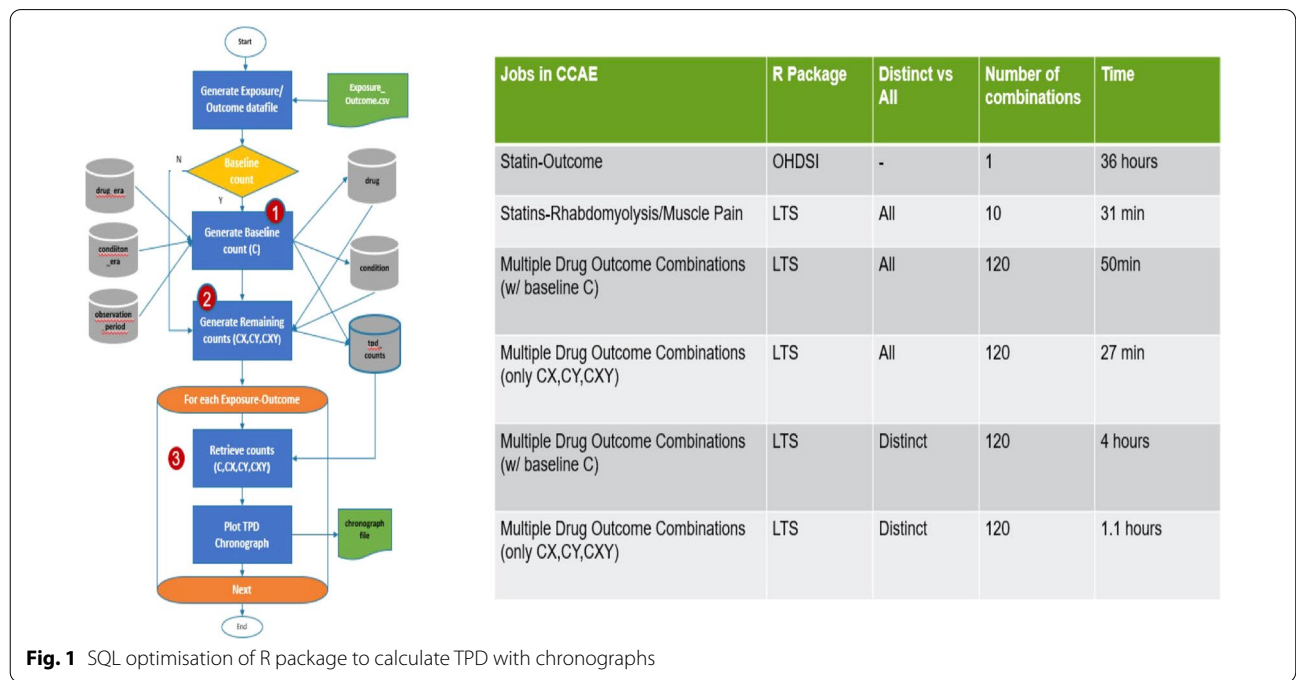 Start
Generate Exposure/
Outcome datafile
Exposure_
Outcome.csv
N
Baseline
count
Y
drug_era
drug
1
Generate Baseline
count (C)
condiiton
_era
condition
2
observation
_period
Generate Remaining
counts (CX,CY,CXY)
tpd_
counts
For each Exposure-Outcome
3
Retrieve counts
(C,CX,CY,CXY)
Plot TPD
Chronograph
chronograph
file
Next
End
Jobs in CCAE R Package Distinct vs All Number of combinations Time
Statin-Outcome OHDSI - 1 36 hours
Statins-Rhabdomyolysis/Muscle Pain LTS All 10 31 min
Multiple Drug Outcome Combinations LTS All 120 50min
(w/ baseline C)
Multiple Drug Outcome Combinations LTS All 120 27 min
(only CX,CY,CXY)
Multiple Drug Outcome Combinations LTS Distinct 120 4 hours
(w/ baseline C)
Multiple Drug Outcome Combinations LTS Distinct 120 1.1 hours
(only CX,CY,CXY)
Fig. 1 SQL optimisation of R package to calculate TPD with chronographs